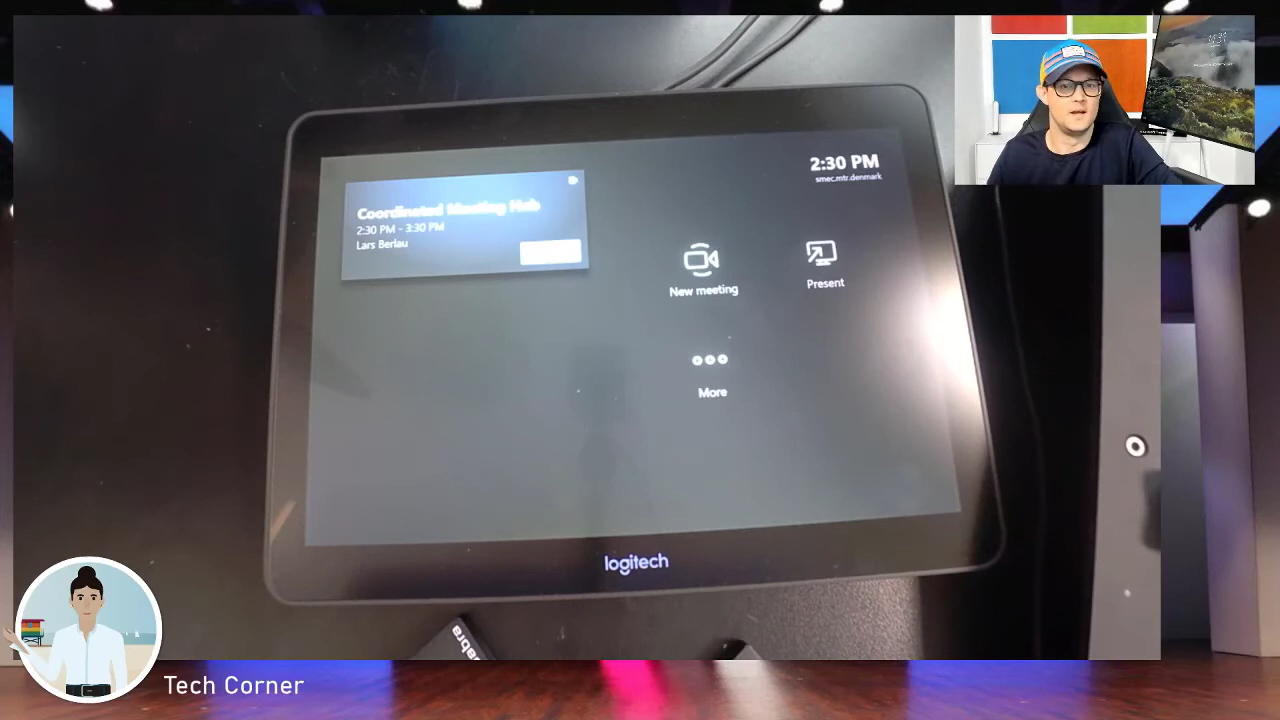 2:30 PM
smec.mtr.denmark
Coordinated Meeting Hub
2:30 PM - 3:30 PM
Lars Berlau
New meeting
Present
More
logitech
Tech Corner